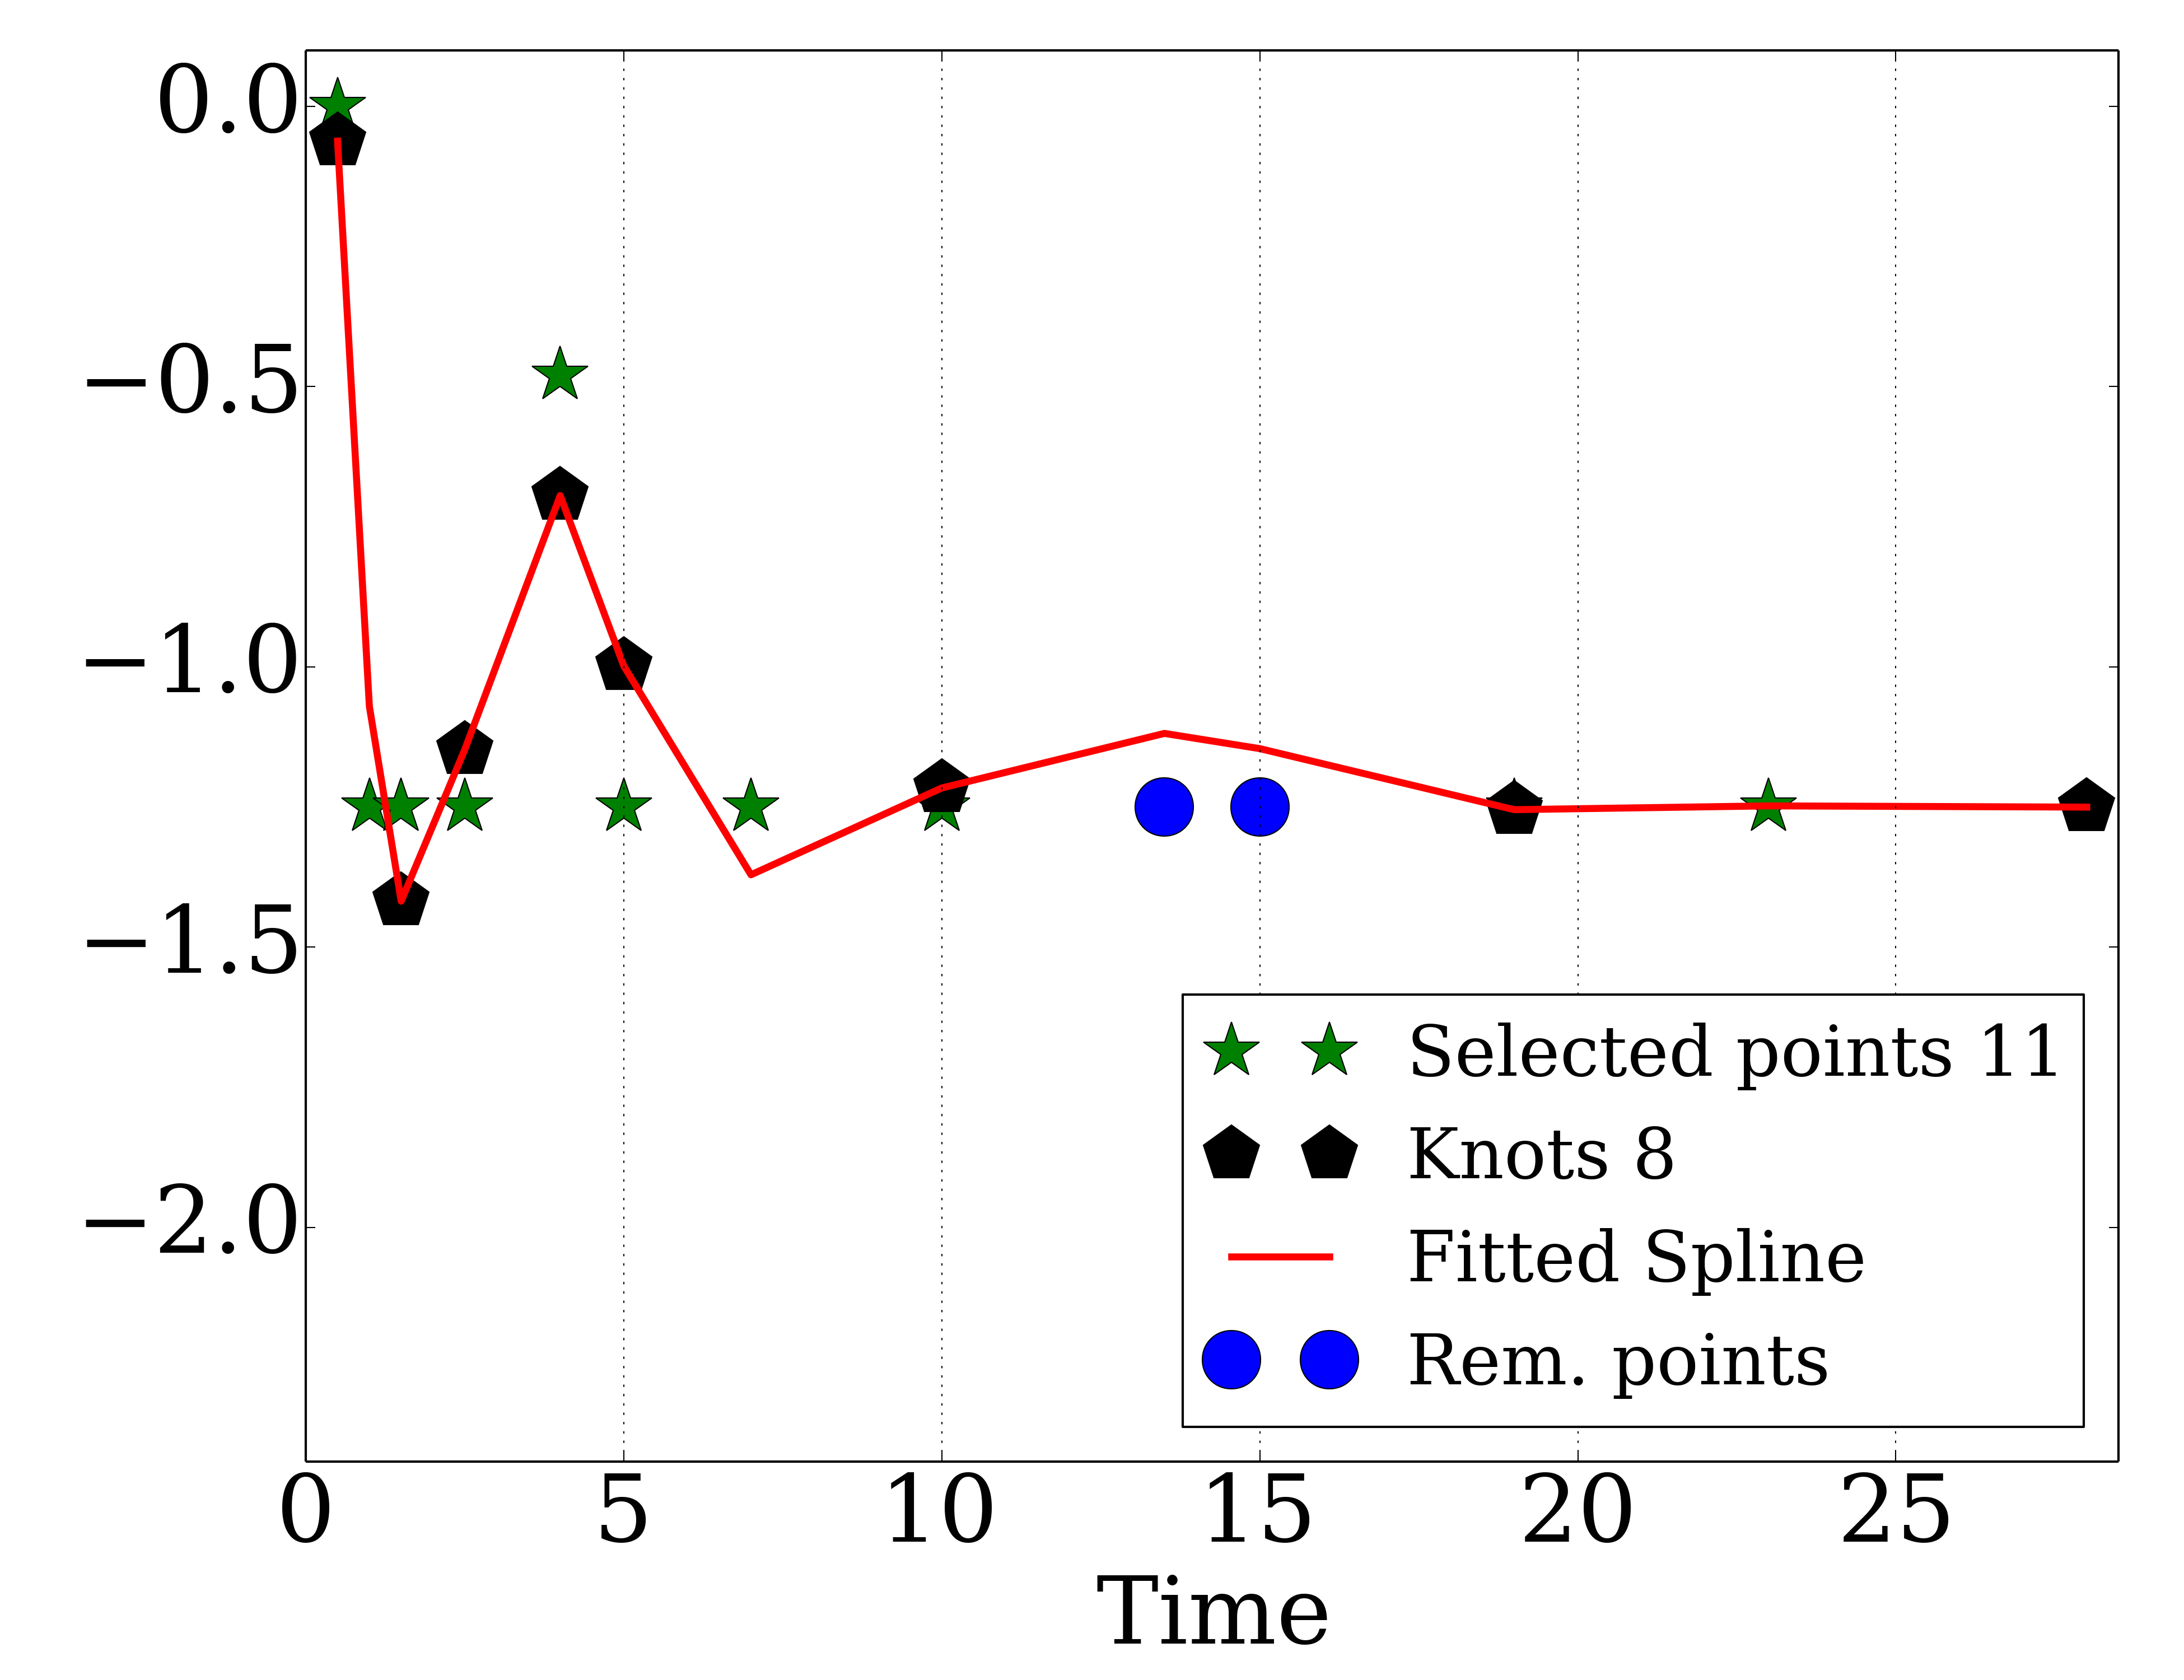 0.0
−0.5
−1.0
−1.5
−2.0
Selected points 11
Knots 8
Fitted Spline
Rem. points
0 5 10 15 20 25
Time